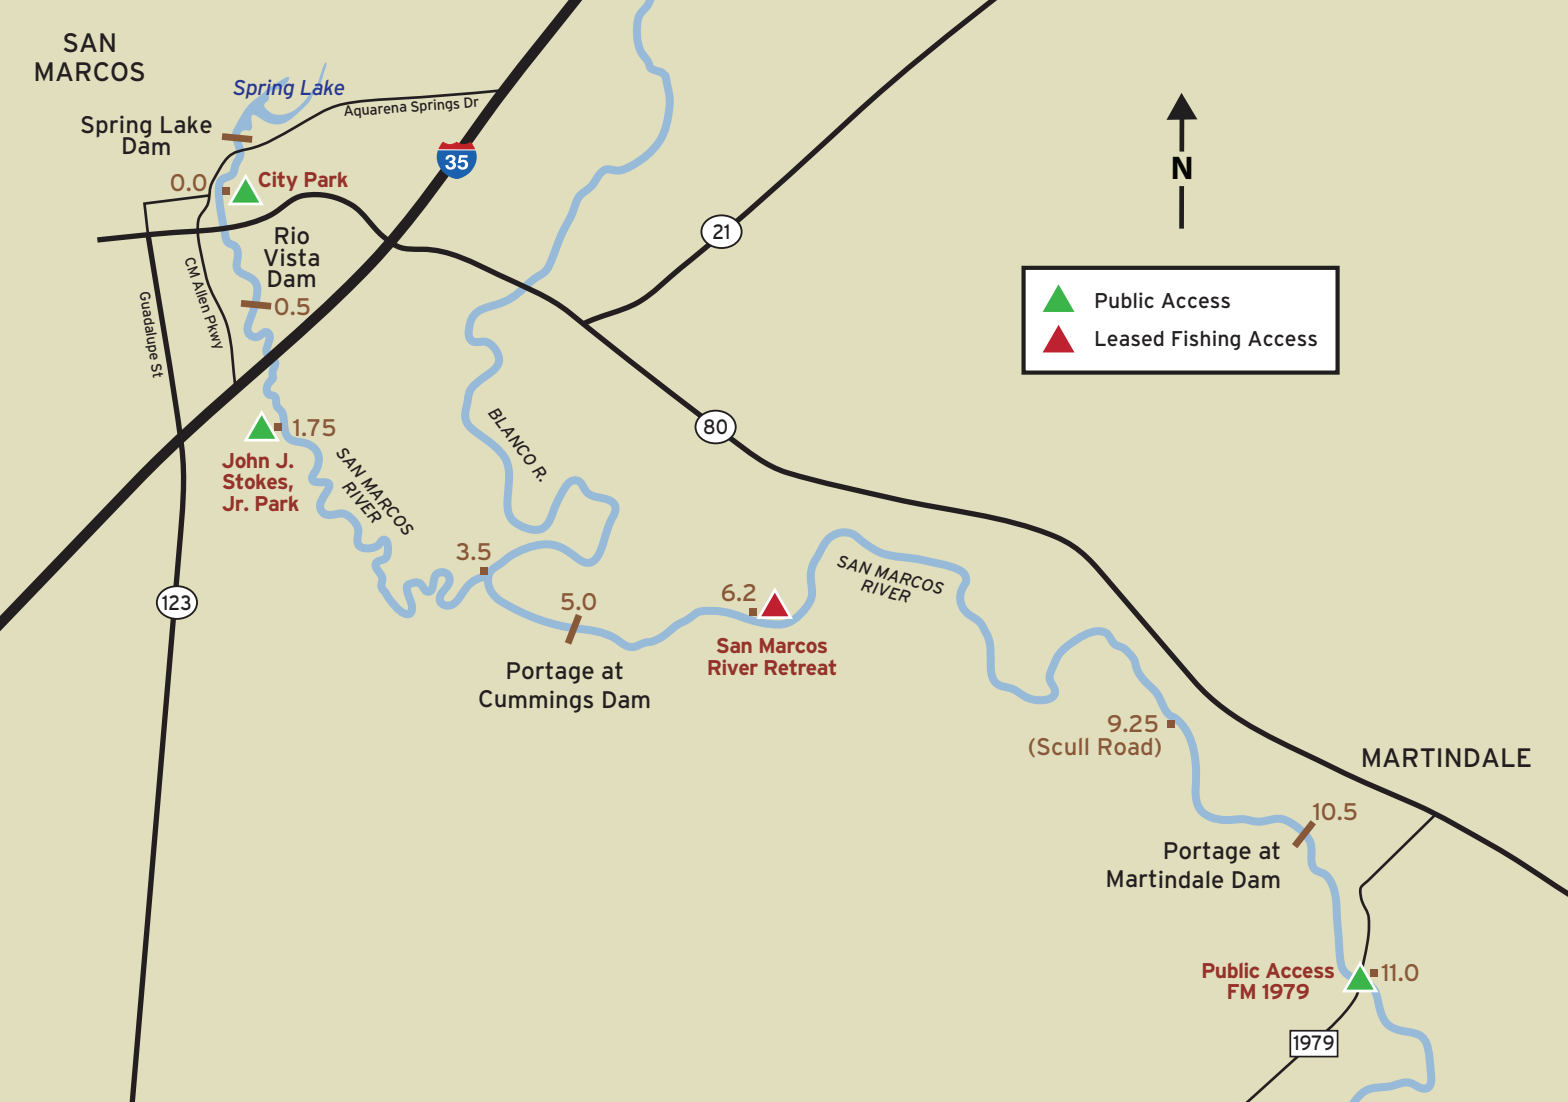 SAN
MARCOS
Spring Lake
Aquarena Springs Dr
Spring Lake
Dam
35
0.0
City Park
N
21
Rio
Vista
Dam
CM Allen Pkwy
Guadalupe St
0.5
Public Access
Leased Fishing Access
80
1.75
BLANCO R.
John J.
Stokes,
Jr. Park
SAN MARCOS
RIVER
3.5
123
5.0
6.2
SAN MARCOS
RIVER
San Marcos
River Retreat
Portage at
Cummings Dam
9.25
(Scull Road)
MARTINDALE
10.5
Portage at
Martindale Dam
Public Access
FM 1979
11.0
1979